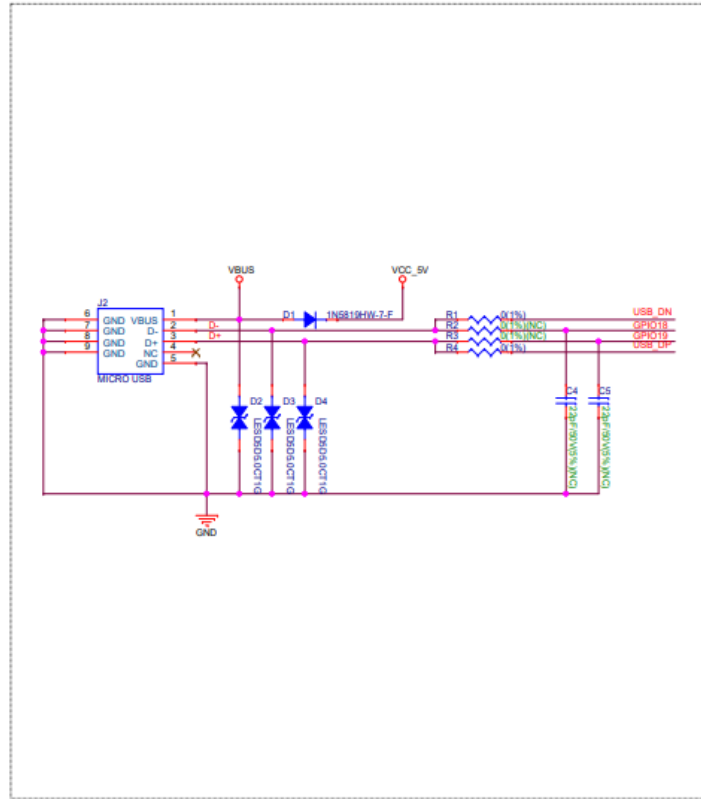 VBUS
VCC_5V
J2
D1
1N5819HW-7-F
6 GND VBUS 1
7 GND D- 2
8 GND D+ 3
9 GND NC 4
GND 5
MICRO USB
D-
D+
R1 0(1%) USB_DN
R2 0(1%)(NC) GPIO18
R3 0(1%)(NC) GPIO19
R4 0(1%) USB_DP
D2
D3
D4
LESD5D5.0CT1G
LESD5D5.0CT1G
LESD5D5.0CT1G
C4
C5
22pF/50V(5%)(NC)
22pF/50V(5%)(NC)
GND